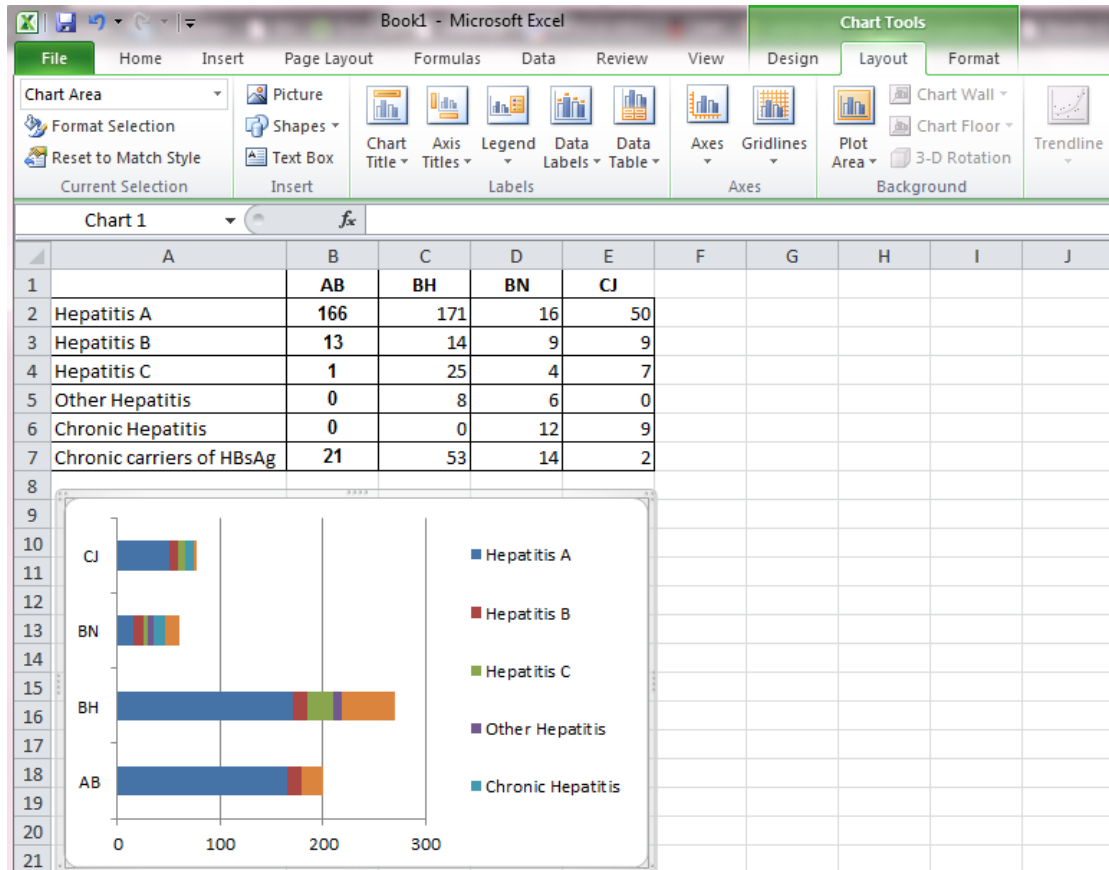 Book1 - Microsoft Excel
Chart Tools
File Home Insert Page Layout Formulas Data Review View Design Layout Format
Chart Area
Format Selection
Reset to Match Style
Current Selection
Picture
Shapes
Text Box
Insert
Chart Title
Axis Titles
Legend
Data Labels
Data Table
Labels
Axes
Gridlines
Axes
Plot Area
Chart Wall
Chart Floor
3-D Rotation
Background
Trendline
Chart 1 fx
A B C D E F G H I J
1 AB BH BN CJ
2 Hepatitis A 166 171 16 50
3 Hepatitis B 13 14 9 9
4 Hepatitis C 1 25 4 7
5 Other Hepatitis 0 8 6 0
6 Chronic Hepatitis 0 0 12 9
7 Chronic carriers of HBsAg 21 53 14 2
8
9
10
11
12
13
14
15
16
17
18
19
20
21
CJ
BN
BH
AB
0 100 200 300
Hepatitis A
Hepatitis B
Hepatitis C
Other Hepatitis
Chronic Hepatitis